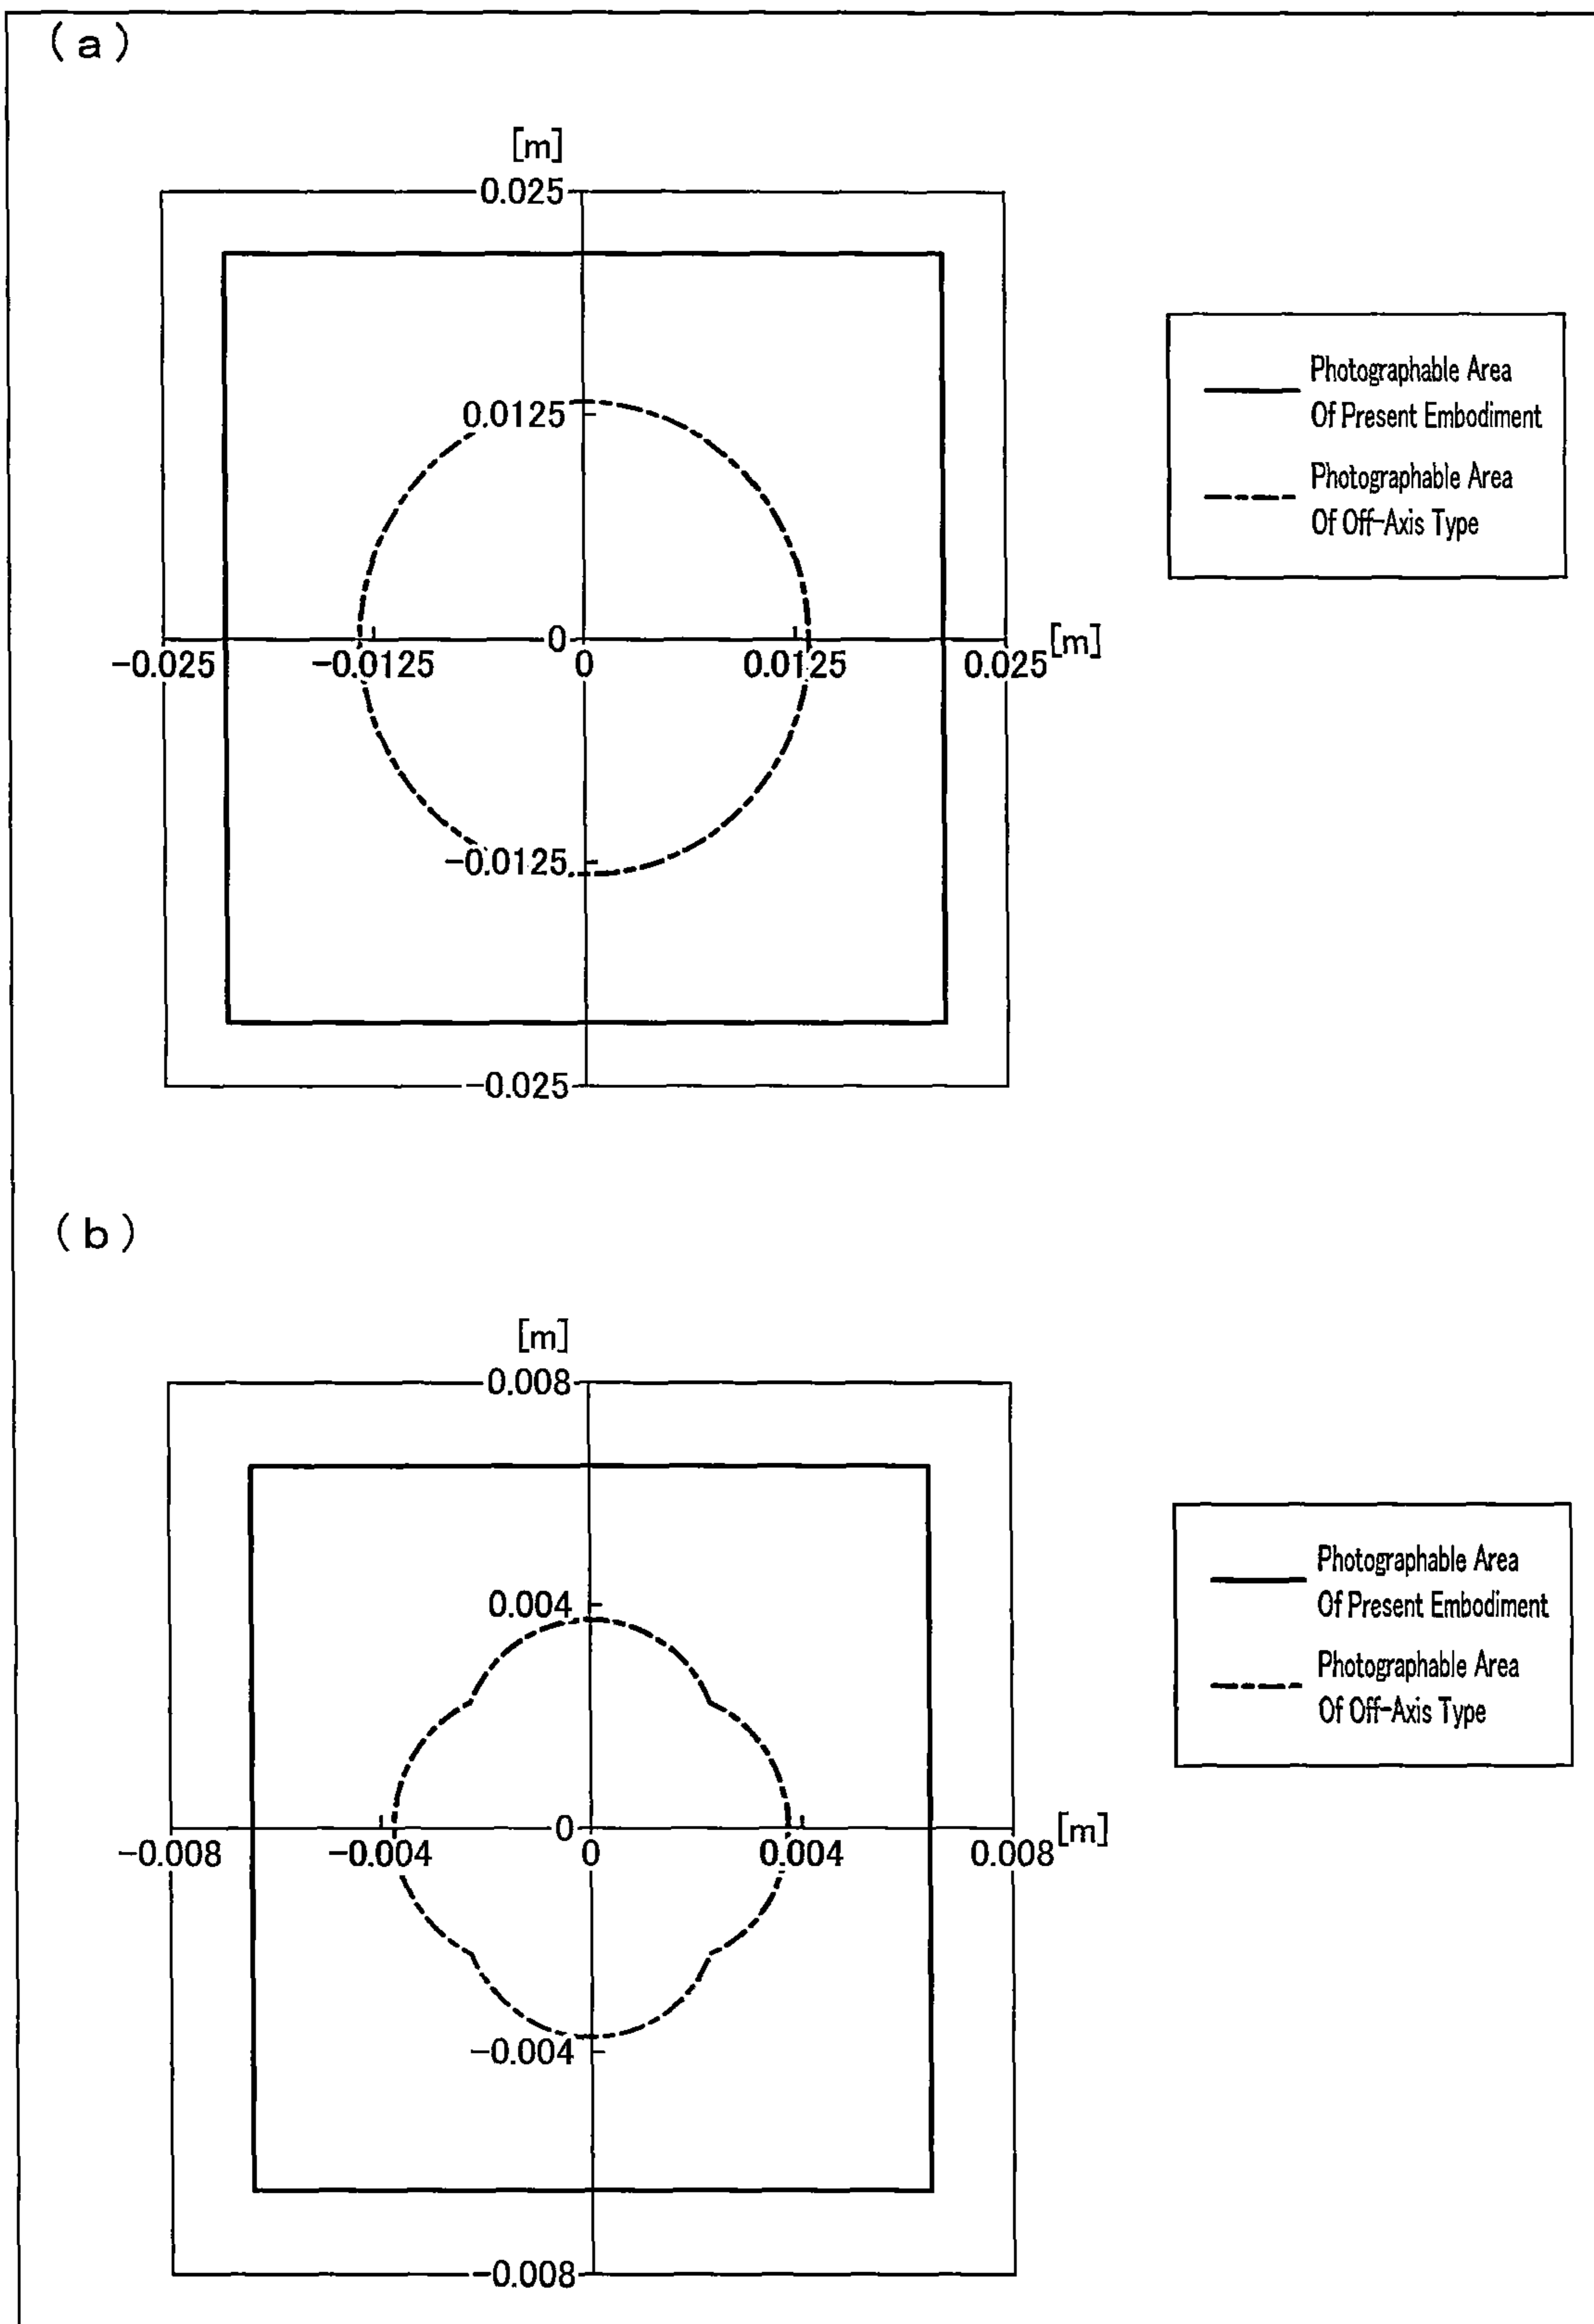 (a)
[m]
0.025
0.0125
0
[m]
-0.025
-0.0125
0
0.0125
0.025
-0.0125
-0.025
Photographable Area
Of Present Embodiment
Photographable Area
Of Off-Axis Type
(b)
[m]
0.008
0.004
0
[m]
-0.008
-0.004
0
0.004
0.008
-0.004
-0.008
Photographable Area
Of Present Embodiment
Photographable Area
Of Off-Axis Type